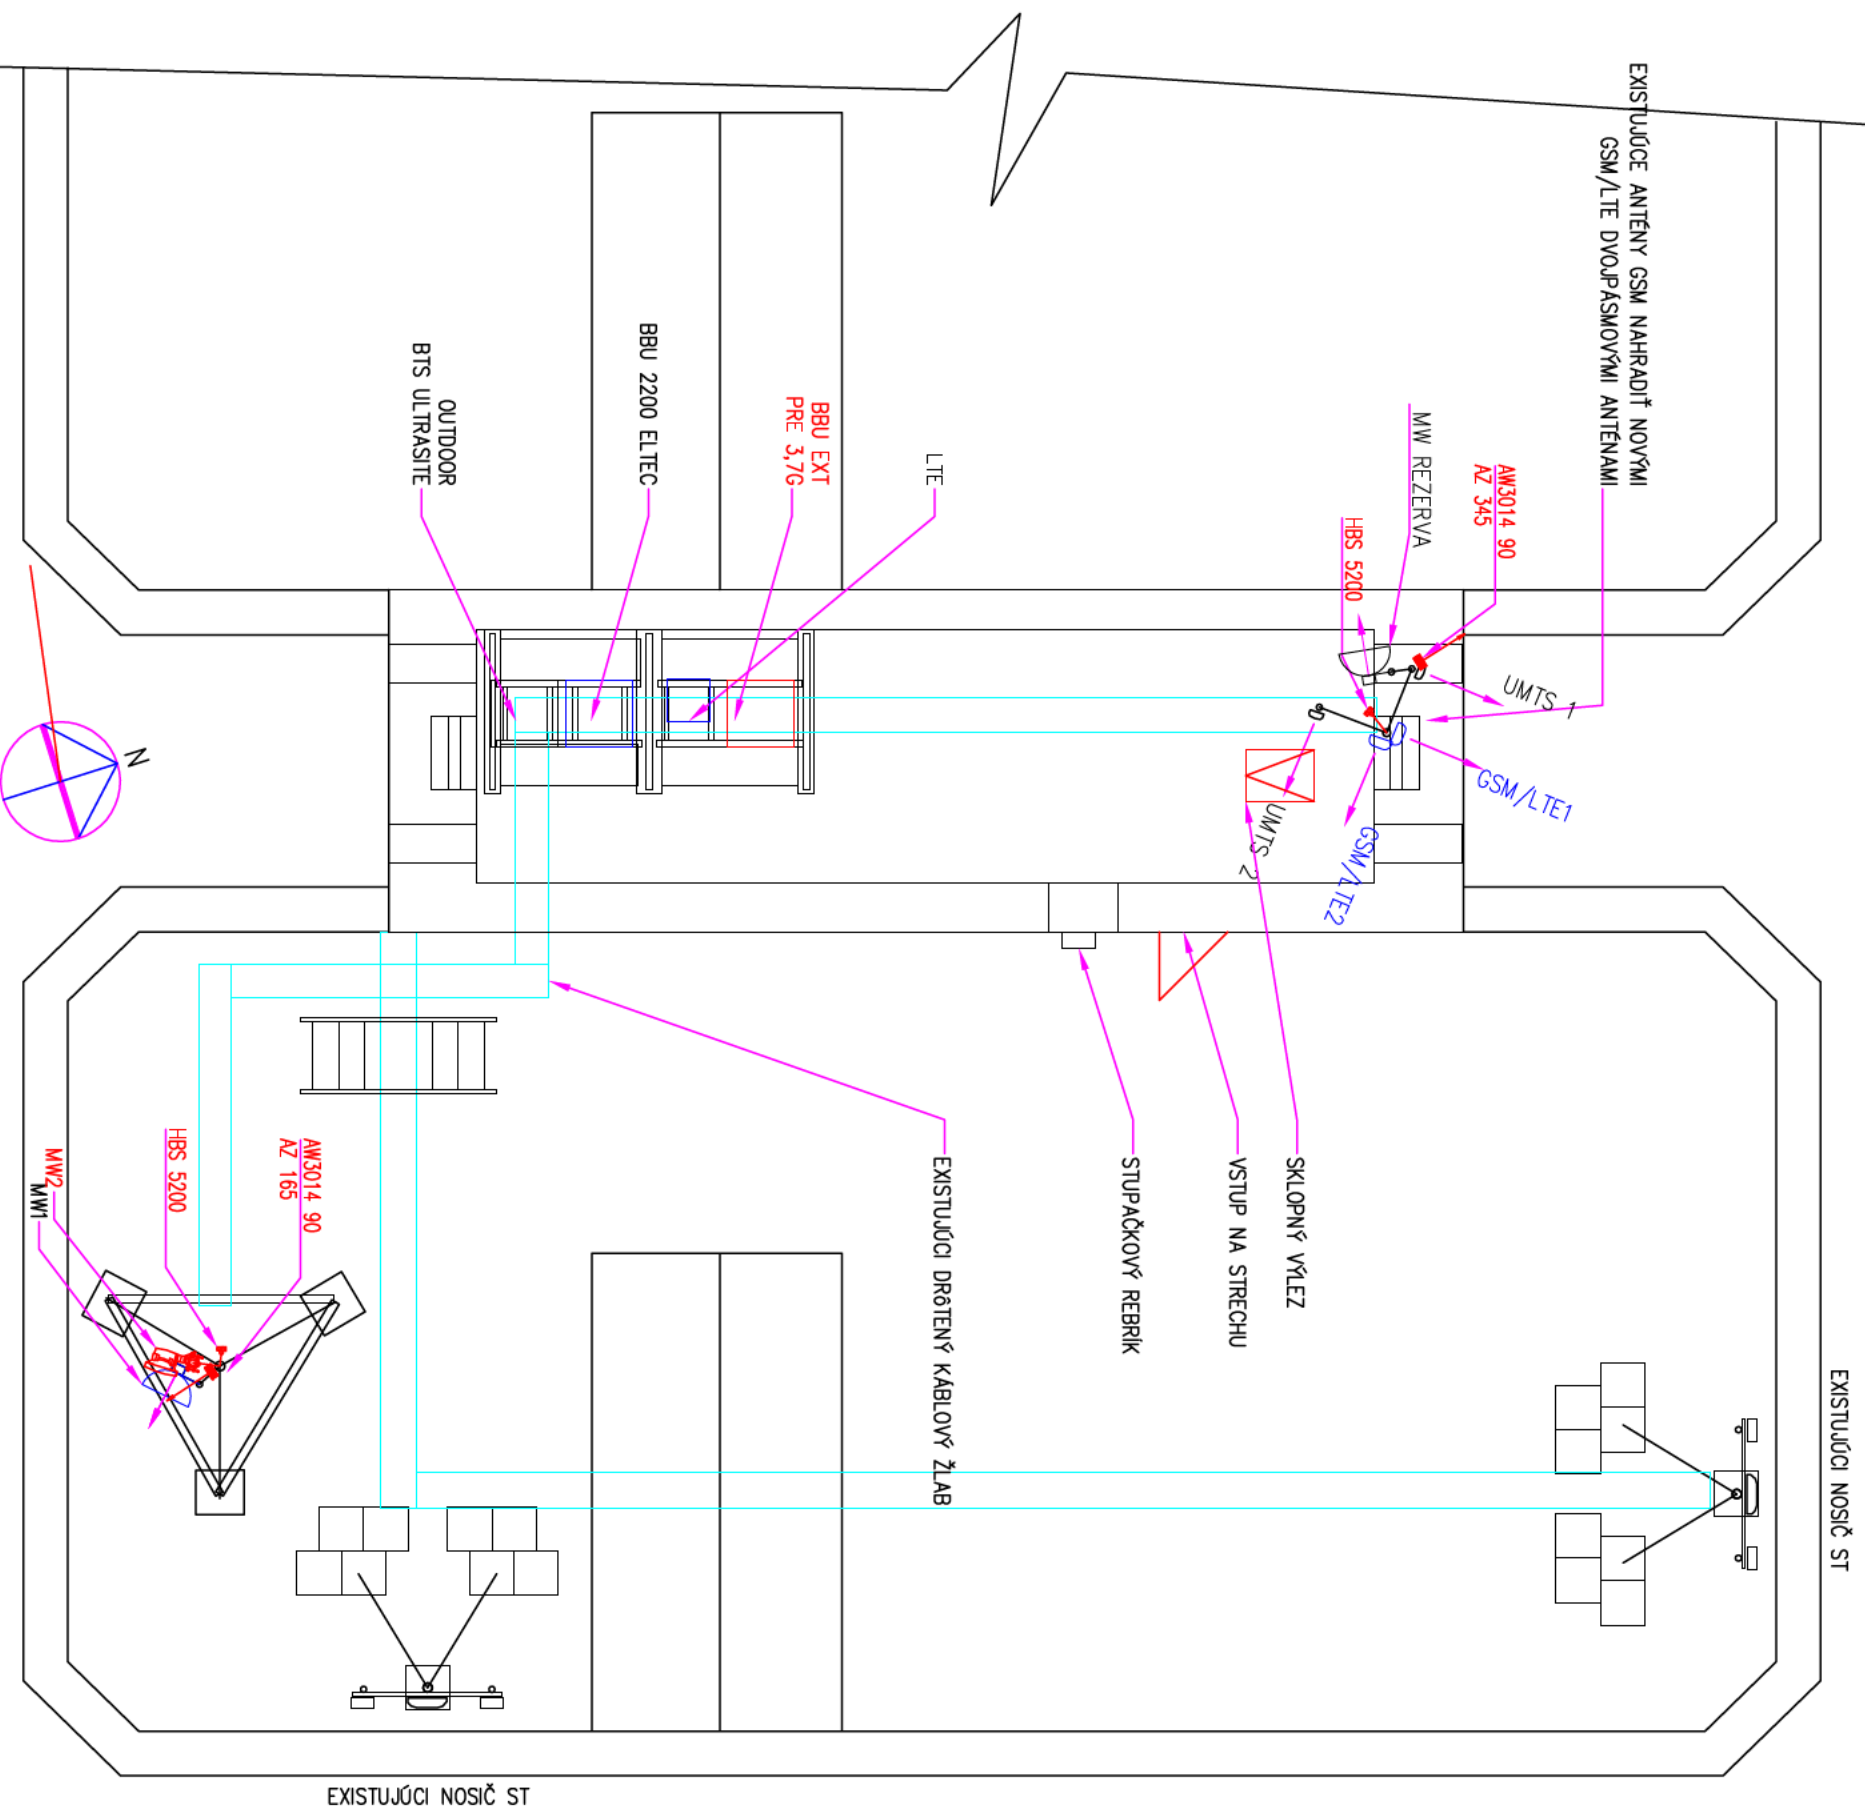 EXISTUJÚCE ANTÉNY GSM NAHRADIŤ NOVÝMI
GSM/LTE DVOJPÁSMOVÝMI ANTÉNAMI
AW3014 90
AZ 345
MW REZERVA
HBS 5200
LTE
BBU EXT
PRE 3,7G
BBU 2200 ELTEC
OUTDOOR
BTS ULTRASITE
UMTS 1
GSM/LTE1
GSM/LTE2
UMTS 2
N
SKLOPNÝ VÝLEZ
VSTUP NA STRECHU
STUPAČKOVÝ REBRÍK
EXISTUJÚCI DRôTENÝ KÁBLOVÝ ŽĽAB
AW3014 90
AZ 165
HBS 5200
MW2
MW1
EXISTUJÚCI NOSIČ ST
EXISTUJÚCI NOSIČ ST